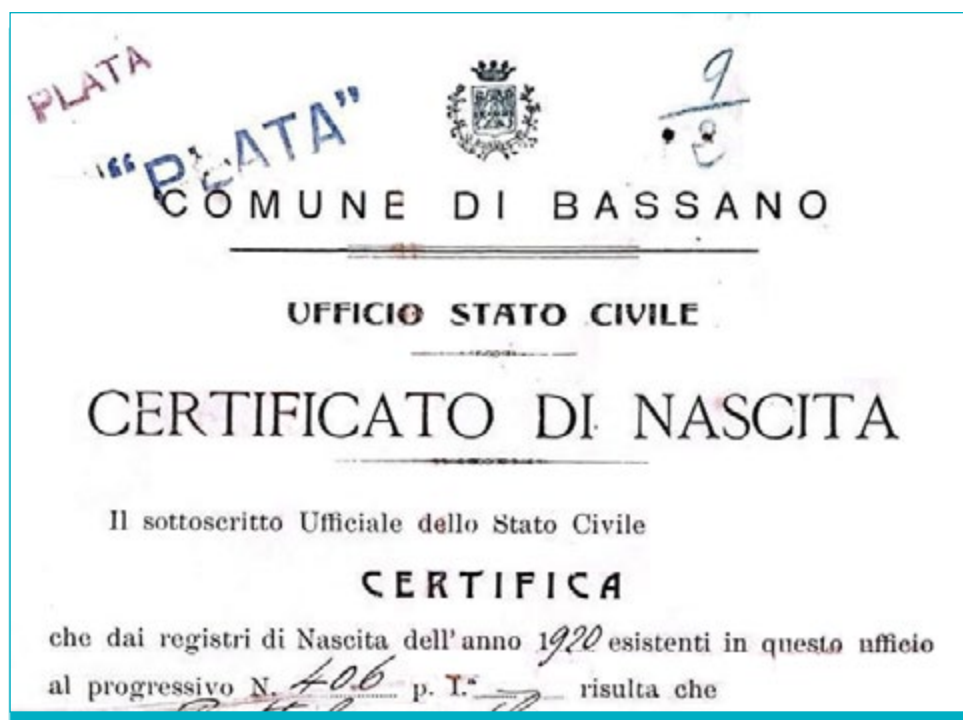 PLATA
"PLATA"
9
COMUNE DI BASSANO
UFFICIO STATO CIVILE
CERTIFICATO DI NASCITA
Il sottoscritto Ufficiale dello Stato Civile
CERTIFICA
che dai registri di Nascita dell'anno 1920 esistenti in questo ufficio
al progressivo N. 406 p. I.ª risulta che